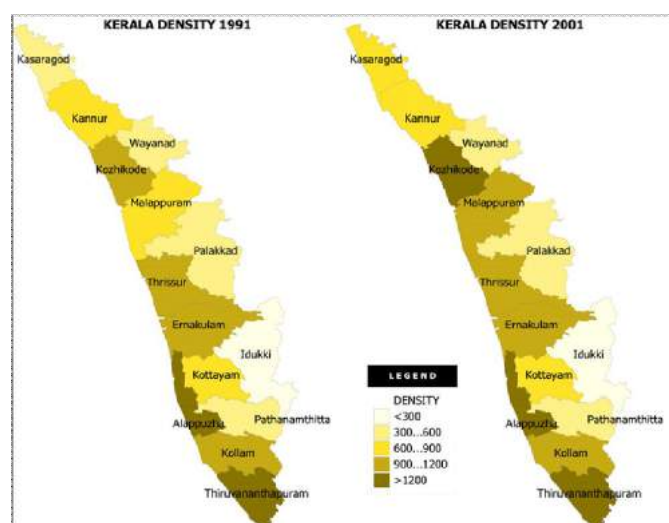 KERALA DENSITY 1991
Kasaragod
Kannur
Wayanad
Kozhikode
Malappuram
Palakkad
Thrissur
Ernakulam
Idukki
Kottayam
Alappuzha
Pathanamthitta
Kollam
Thiruvananthapuram
LEGEND
DENSITY
<300
300...600
600...900
900...1200
>1200
KERALA DENSITY 2001
Kasaragod
Kannur
Wayanad
Kozhikode
Malappuram
Palakkad
Thrissur
Ernakulam
Idukki
Kottayam
Alappuzha
Pathanamthitta
Kollam
Thiruvananthapuram